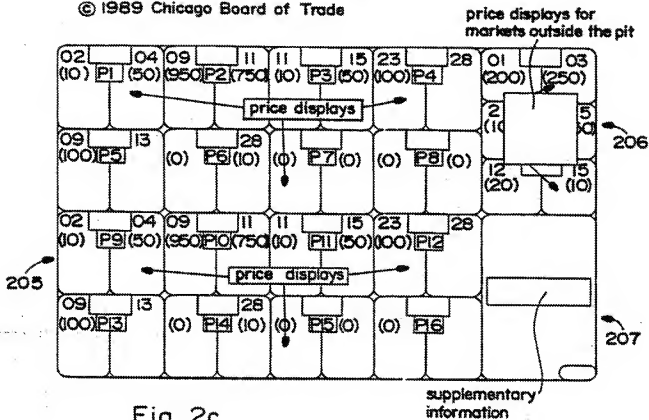 © 1989 Chicago Board of Trade
price displays for
markets outside the pit
02 04 09 11 11 15 23 28 01 03
(10) P1 (50) (950) P2 (750) (10) P3 (50) (100) P4 (200) (250)
price displays
206
09 13 28 12 15
(100) P5 (0) P6 (10) (0) P7 (0) (0) P8 (0) (20) (10)
02 04 09 11 11 15 23 28
(10) P9 (50) (950) P10 (750) (10) P11 (50) (100) P12
205
price displays
09 13 28
(100) P13 (0) P14 (10) (0) P15 (0) (0) P16
207
supplementary
information
Fig. 2c